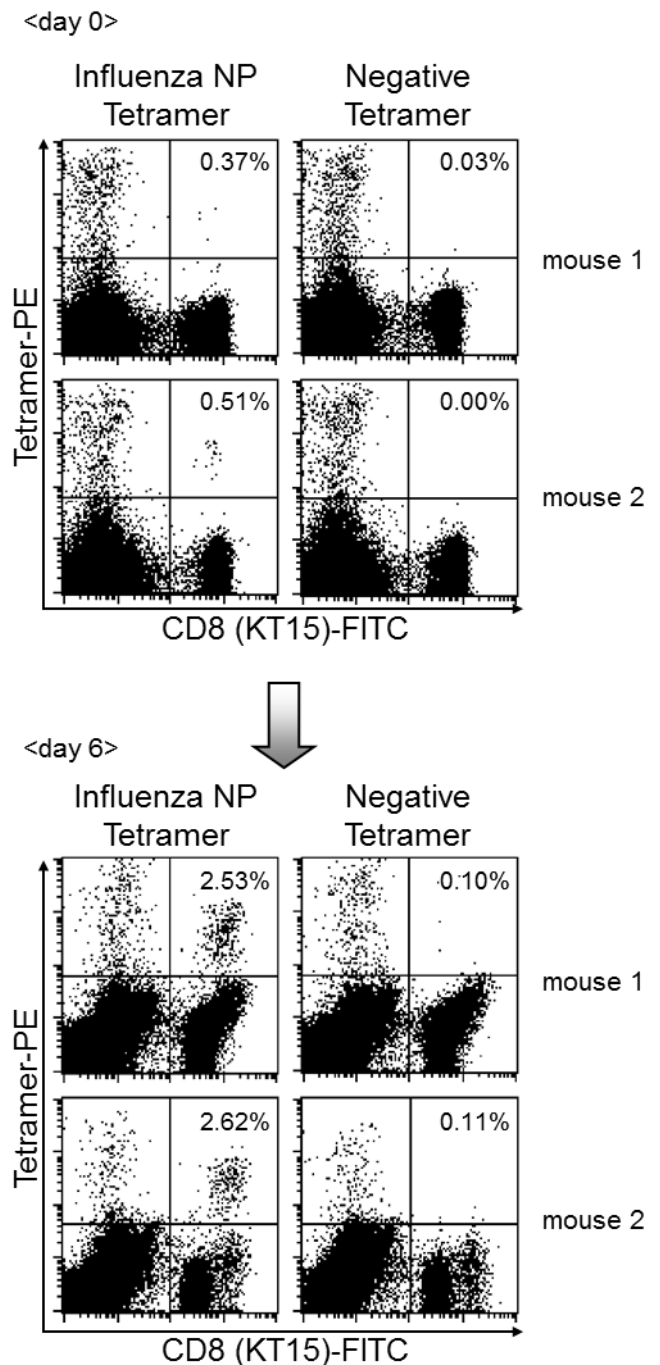 <day 0>
Influenza NP
Tetramer
Negative
Tetramer
0.37%
0.03%
mouse 1
0.51%
0.00%
mouse 2
Tetramer-PE
CD8 (KT15)-FITC
<day 6>
Influenza NP
Tetramer
Negative
Tetramer
2.53%
0.10%
mouse 1
2.62%
0.11%
mouse 2
Tetramer-PE
CD8 (KT15)-FITC